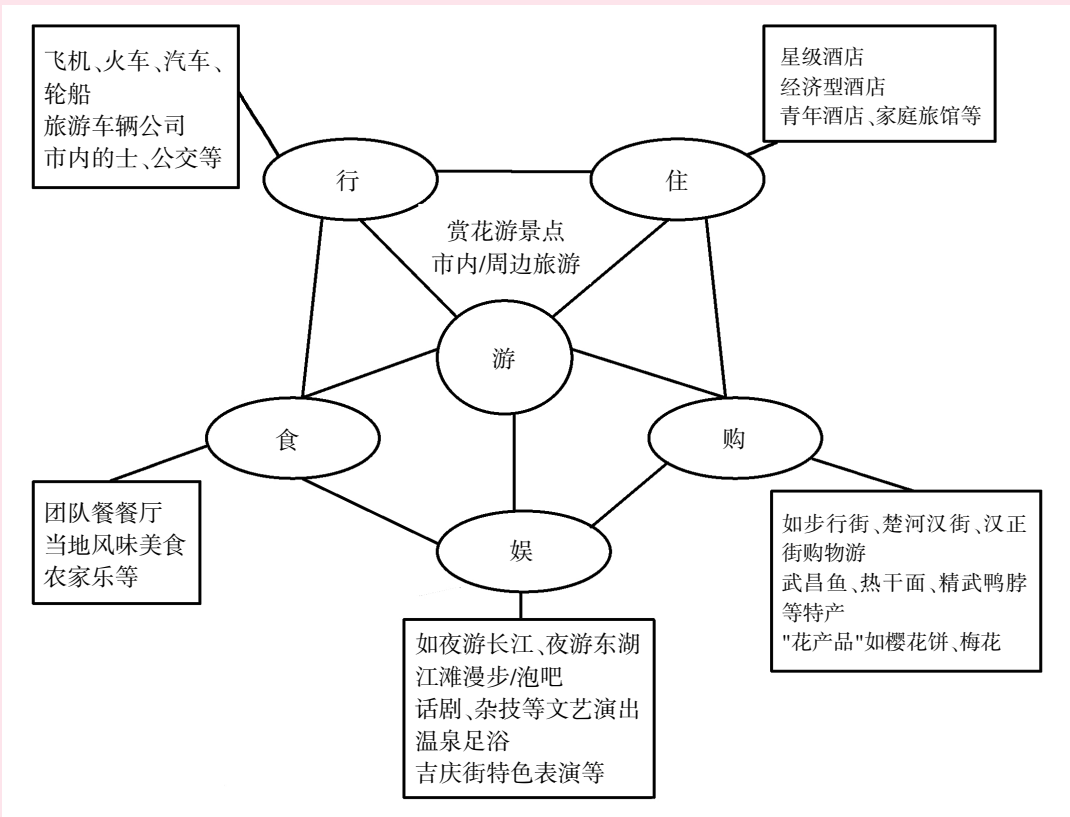 飞机、火车、汽车、
轮船
旅游车辆公司
市内的士、公交等
星级酒店
经济型酒店
青年酒店、家庭旅馆等
行
住
赏花游景点
市内/周边旅游
游
食
购
团队餐餐厅
当地风味美食
农家乐等
娱
如步行街、楚河汉街、汉正
街购物游
武昌鱼、热干面、精武鸭脖
等特产
"花产品"如樱花饼、梅花
如夜游长江、夜游东湖
江滩漫步/泡吧
话剧、杂技等文艺演出
温泉足浴
吉庆街特色表演等